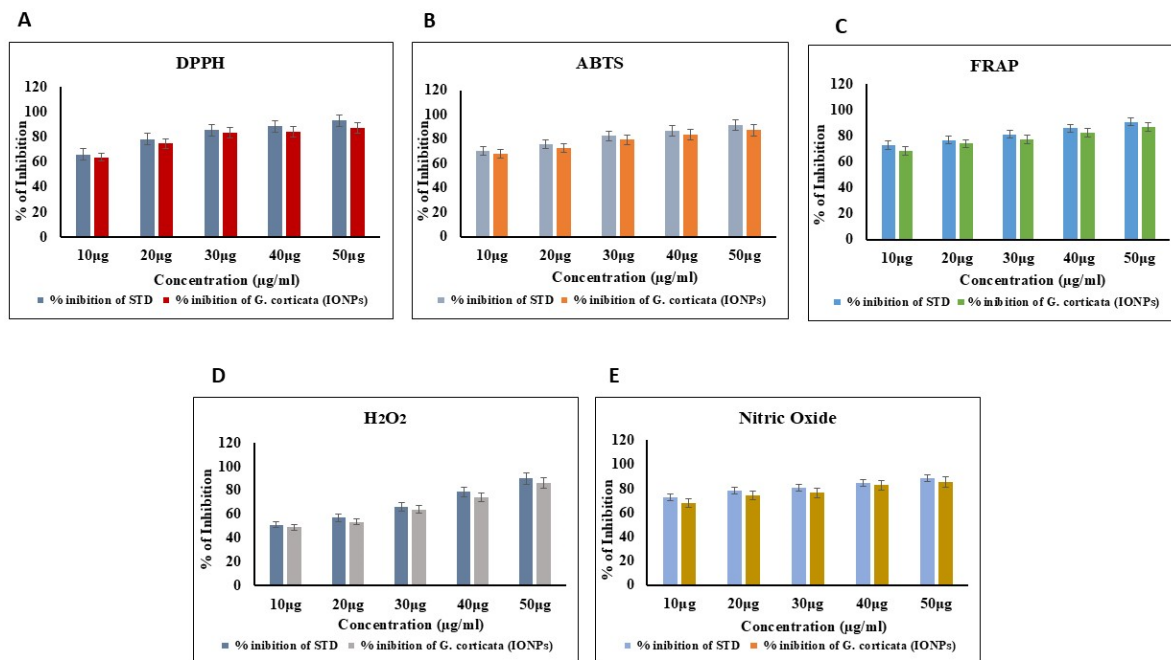 A
DPPH
120
100
80
60
40
20
0
% of Inhibition
10µg 20µg 30µg 40µg 50µg
Concentration (µg/ml)
% inibition of STD % inibition of G. corticata (IONPs)
B
ABTS
120
100
80
60
40
20
0
% of Inhibition
10µg 20µg 30µg 40µg 50µg
Concentration (µg/ml)
% inibition of STD % inibition of G. corticata (IONPs)
C
FRAP
120
100
80
60
40
20
0
% of Inhibition
10µg 20µg 30µg 40µg 50µg
Concentration (µg/ml)
% inibition of STD % inibition of G. corticata (IONPs)
D
H2O2
120
100
80
60
40
20
0
% of Inhibition
10µg 20µg 30µg 40µg 50µg
Concentration (µg/ml)
% inibition of STD % inibition of G. corticata (IONPs)
E
Nitric Oxide
120
100
80
60
40
20
0
% of Inhibition
10µg 20µg 30µg 40µg 50µg
Concentration (µg/ml)
% inibition of STD % inibition of G. corticata (IONPs)